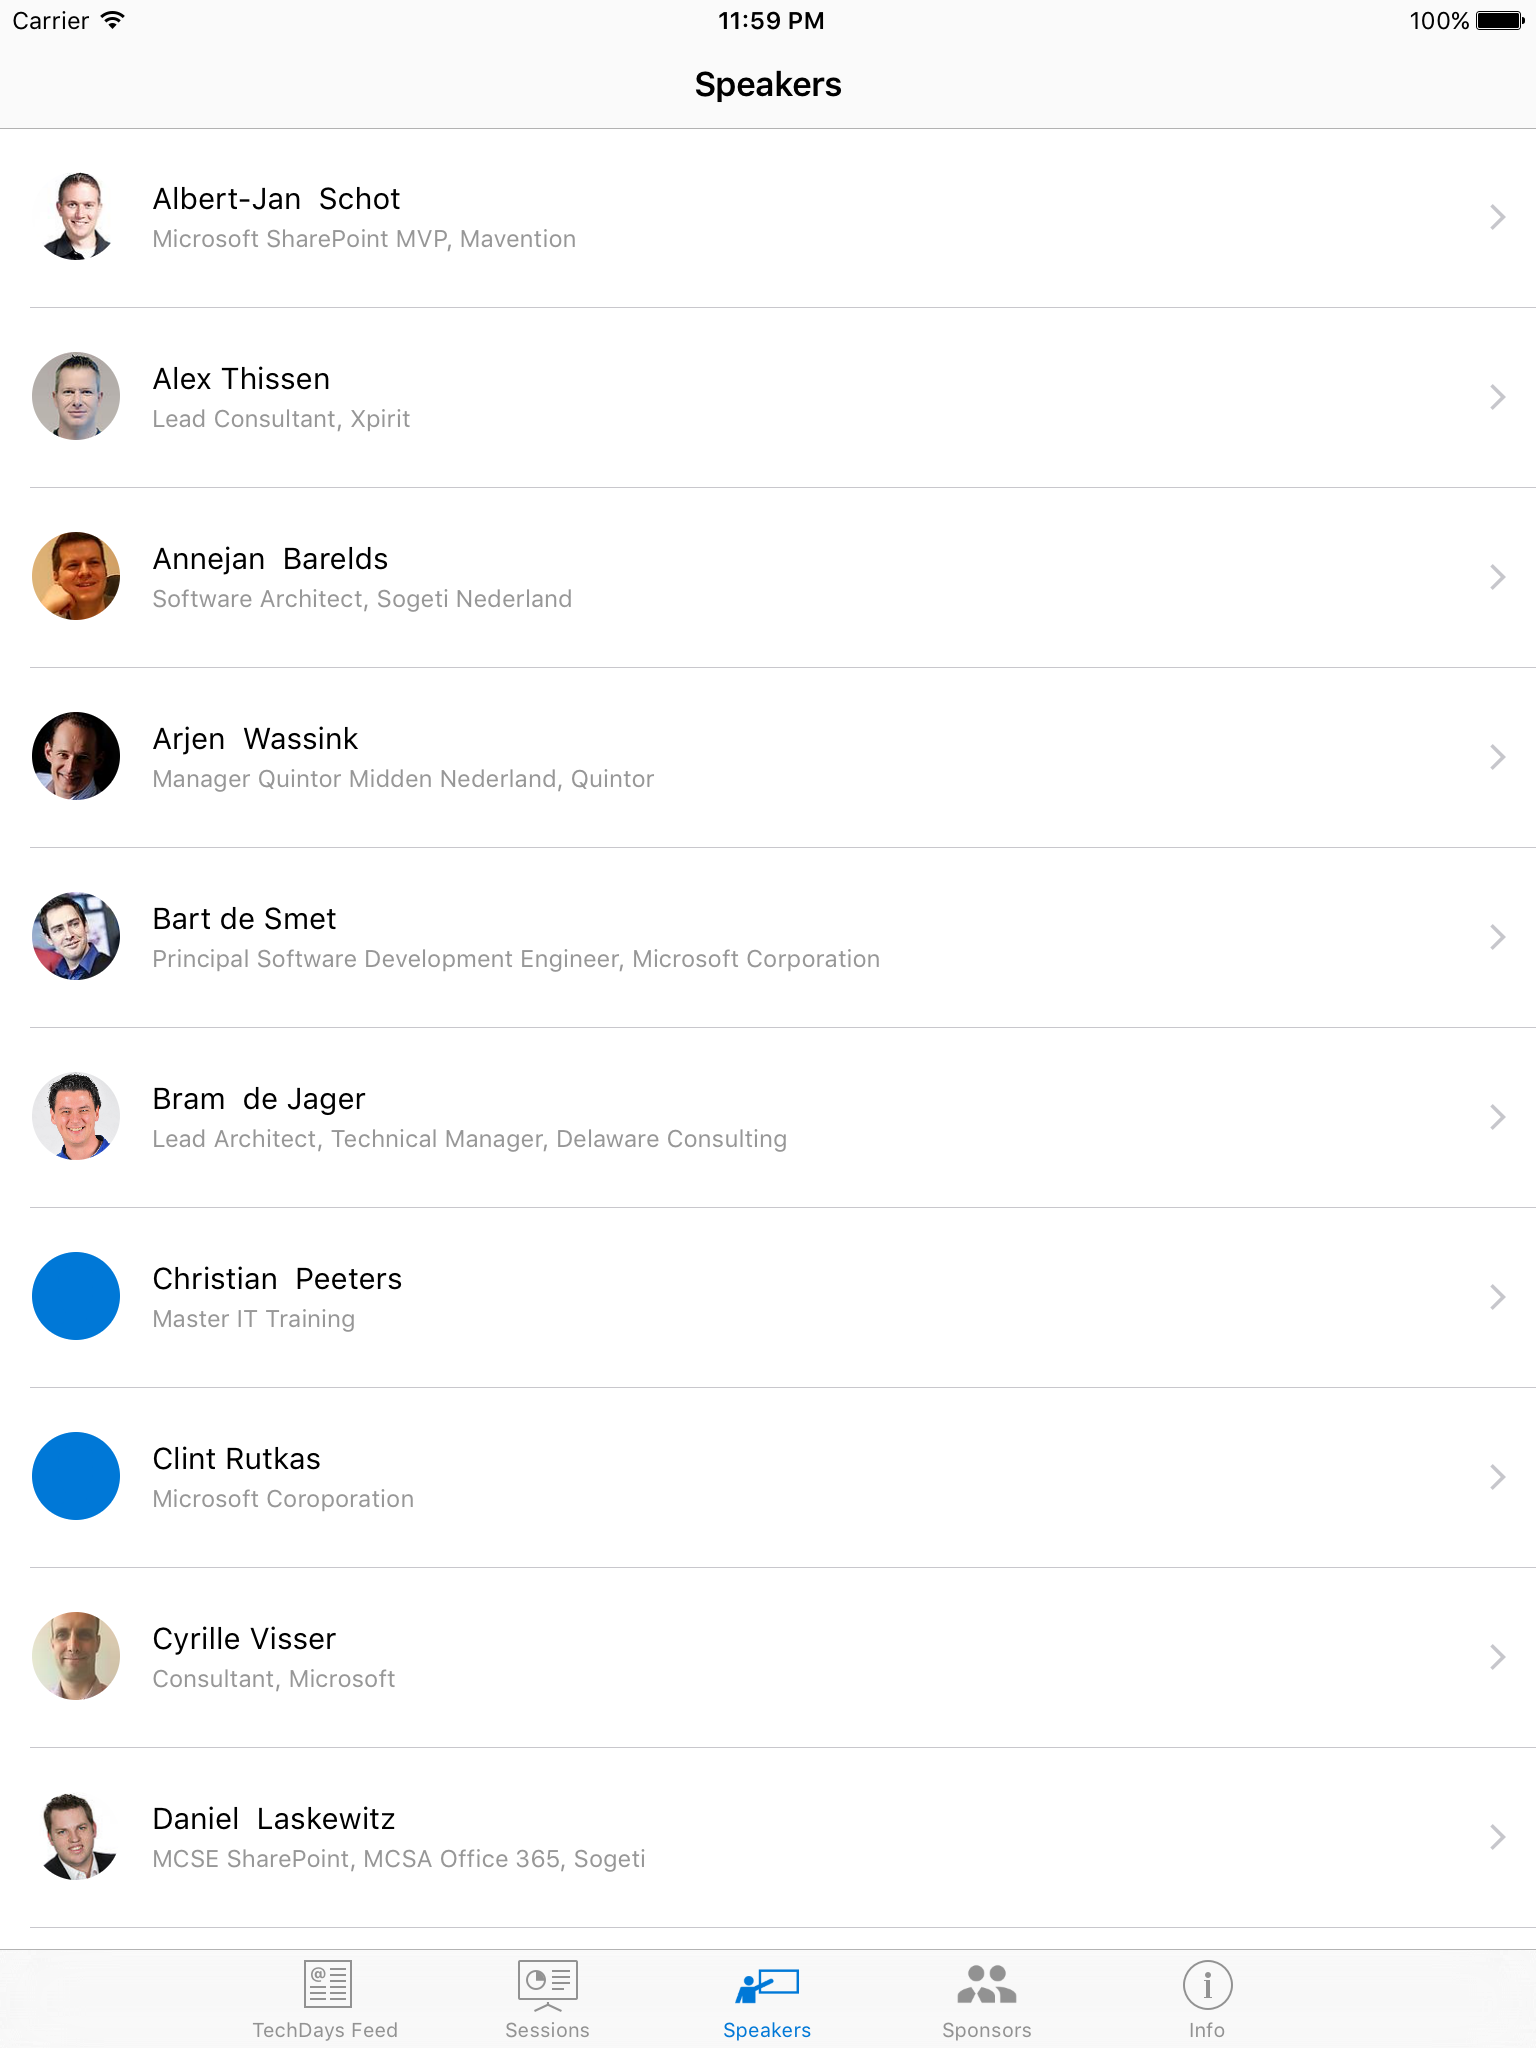 Carrier 11:59 PM 100%
Speakers
Albert-Jan  Schot
Microsoft SharePoint MVP, Mavention
Alex Thissen
Lead Consultant, Xpirit
Annejan  Barelds
Software Architect, Sogeti Nederland
Arjen  Wassink
Manager Quintor Midden Nederland, Quintor
Bart de Smet
Principal Software Development Engineer, Microsoft Corporation
Bram  de Jager
Lead Architect, Technical Manager, Delaware Consulting
Christian  Peeters
Master IT Training
Clint Rutkas
Microsoft Coroporation
Cyrille Visser
Consultant, Microsoft
Daniel  Laskewitz
MCSE SharePoint, MCSA Office 365, Sogeti
TechDays Feed Sessions Speakers Sponsors Info